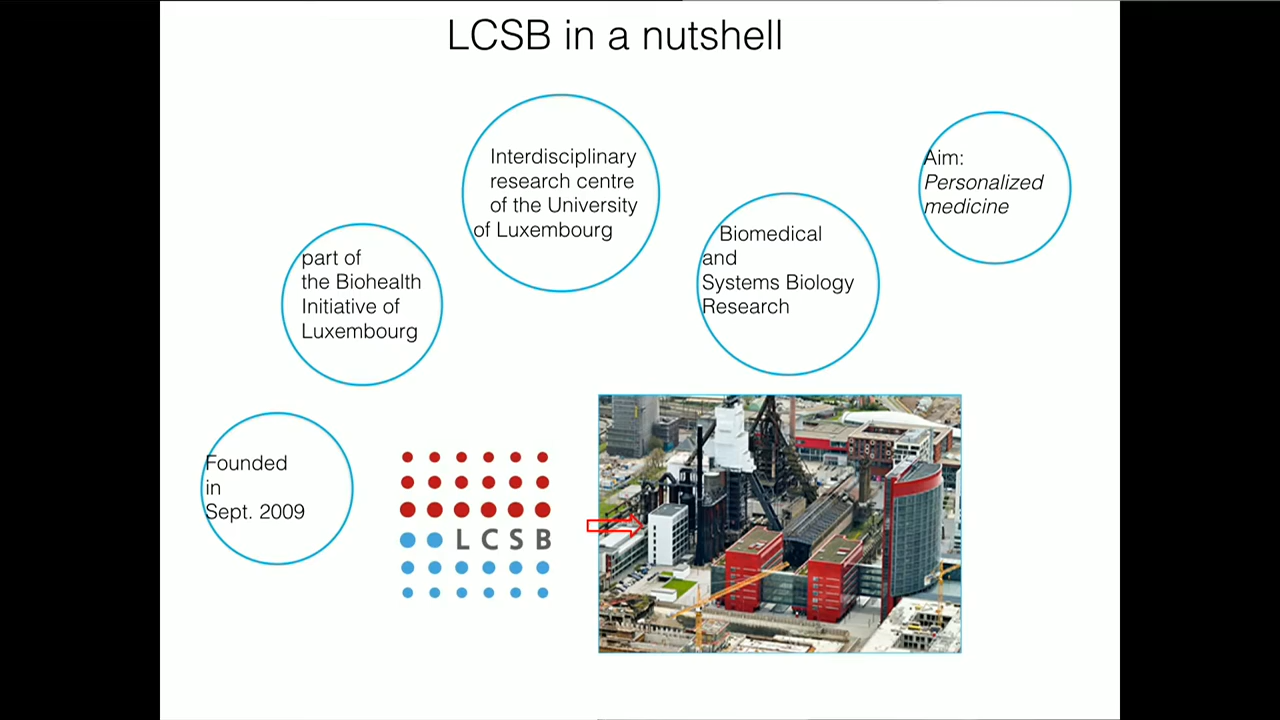 LCSB in a nutshell
Interdisciplinary
research centre
of the University
of Luxembourg
Aim:
Personalized
medicine
Biomedical
and
Systems Biology
Research
part of
the Biohealth
Initiative of
Luxembourg
Founded
in
Sept. 2009
LCSB